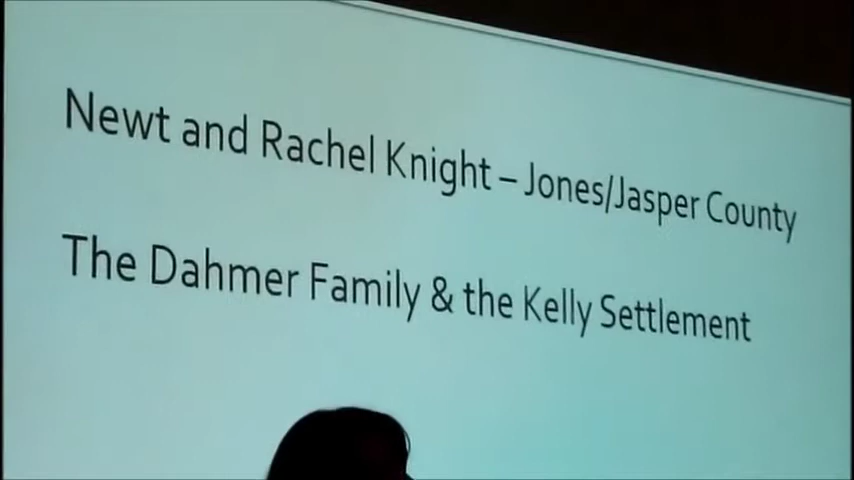 Newt and Rachel Knight – Jones/Jasper County
The Dahmer Family & the Kelly Settlement